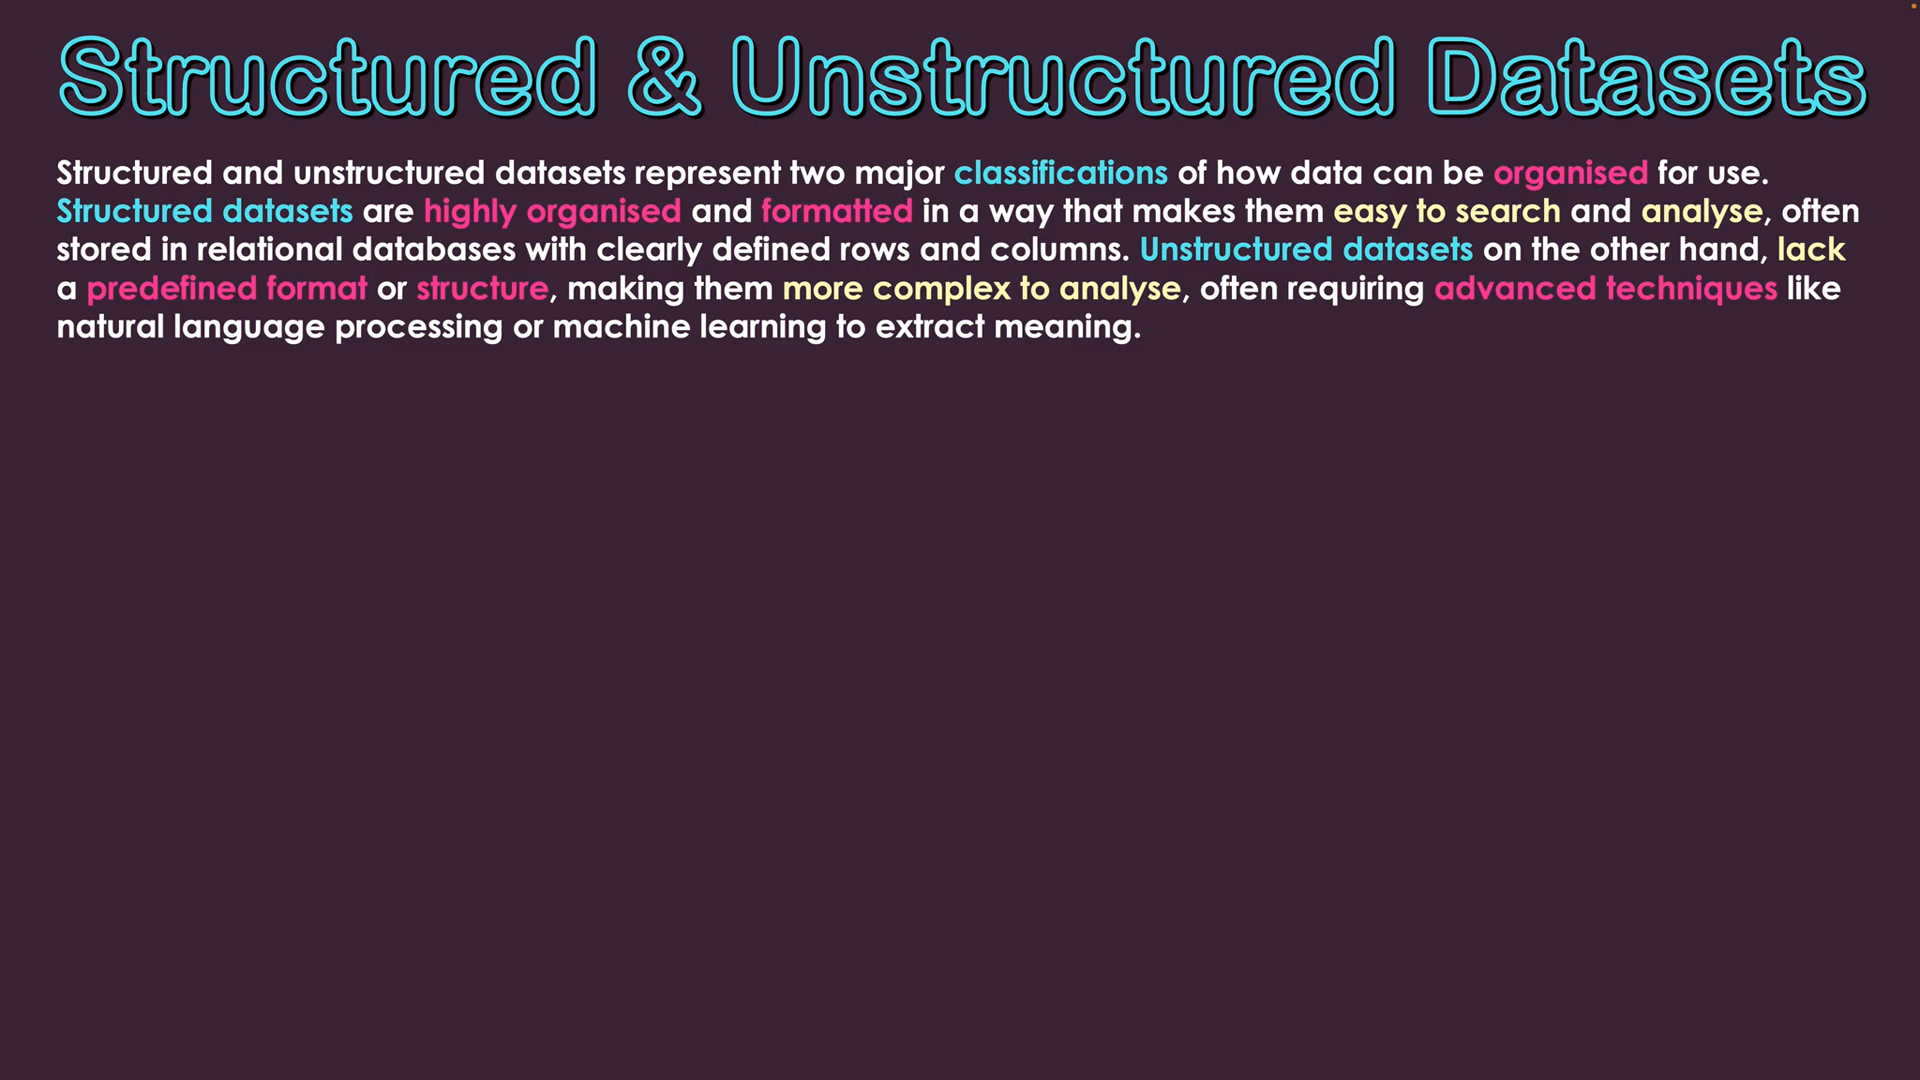 Structured & Unstructured Datasets
Structured and unstructured datasets represent two major classifications of how data can be organised for use.
Structured datasets are highly organised and formatted in a way that makes them easy to search and analyse, often
stored in relational databases with clearly defined rows and columns. Unstructured datasets on the other hand, lack
a predefined format or structure, making them more complex to analyse, often requiring advanced techniques like
natural language processing or machine learning to extract meaning.